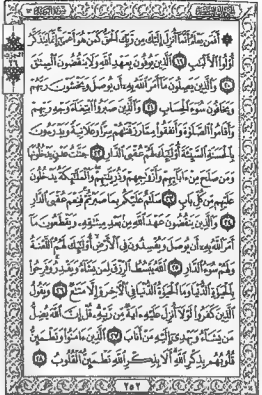 ۞ أَفَمَن يَعْلَمُ أَنَّمَا أُنزِلَ إِلَيْكَ مِن رَّبِّكَ الْحَقُّ كَمَنْ هُوَ أَعْمَىٰ إِنَّمَا يَتَذَكَّرُ
أُولُوا الْأَلْبَابِ ١٩ الَّذِينَ يُوفُونَ بِعَهْدِ اللَّهِ وَلَا يَنقُضُونَ الْمِيثَاقَ
٢٠ وَالَّذِينَ يَصِلُونَ مَا أَمَرَ اللَّهُ بِهِ أَن يُوصَلَ وَيَخْشَوْنَ رَبَّهُمْ
وَيَخَافُونَ سُوءَ الْحِسَابِ ٢١ وَالَّذِينَ صَبَرُوا ابْتِغَاءَ وَجْهِ رَبِّهِمْ
وَأَقَامُوا الصَّلَاةَ وَأَنفَقُوا مِمَّا رَزَقْنَاهُمْ سِرًّا وَعَلَانِيَةً وَيَدْرَءُونَ
بِالْحَسَنَةِ السَّيِّئَةَ أُولَٰئِكَ لَهُمْ عُقْبَى الدَّارِ ٢٢ جَنَّاتُ عَدْنٍ يَدْخُلُونَهَا
وَمَن صَلَحَ مِنْ آبَائِهِمْ وَأَزْوَاجِهِمْ وَذُرِّيَّاتِهِمْ وَالْمَلَائِكَةُ يَدْخُلُونَ
عَلَيْهِم مِّن كُلِّ بَابٍ ٢٣ سَلَامٌ عَلَيْكُم بِمَا صَبَرْتُمْ فَنِعْمَ عُقْبَى الدَّارِ
٢٤ وَالَّذِينَ يَنقُضُونَ عَهْدَ اللَّهِ مِن بَعْدِ مِيثَاقِهِ وَيَقْطَعُونَ مَا
أَمَرَ اللَّهُ بِهِ أَن يُوصَلَ وَيُفْسِدُونَ فِي الْأَرْضِ أُولَٰئِكَ لَهُمُ اللَّعْنَةُ
وَلَهُمْ سُوءُ الدَّارِ ٢٥ اللَّهُ يَبْسُطُ الرِّزْقَ لِمَن يَشَاءُ وَيَقْدِرُ وَفَرِحُوا
بِالْحَيَاةِ الدُّنْيَا وَمَا الْحَيَاةُ الدُّنْيَا فِي الْآخِرَةِ إِلَّا مَتَاعٌ ٢٦ وَيَقُولُ
الَّذِينَ كَفَرُوا لَوْلَا أُنزِلَ عَلَيْهِ آيَةٌ مِّن رَّبِّهِ قُلْ إِنَّ اللَّهَ يُضِلُّ
مَن يَشَاءُ وَيَهْدِي إِلَيْهِ مَنْ أَنَابَ ٢٧ الَّذِينَ آمَنُوا وَتَطْمَئِنُّ
قُلُوبُهُم بِذِكْرِ اللَّهِ أَلَا بِذِكْرِ اللَّهِ تَطْمَئِنُّ الْقُلُوبُ ٢٨
٢٥٢